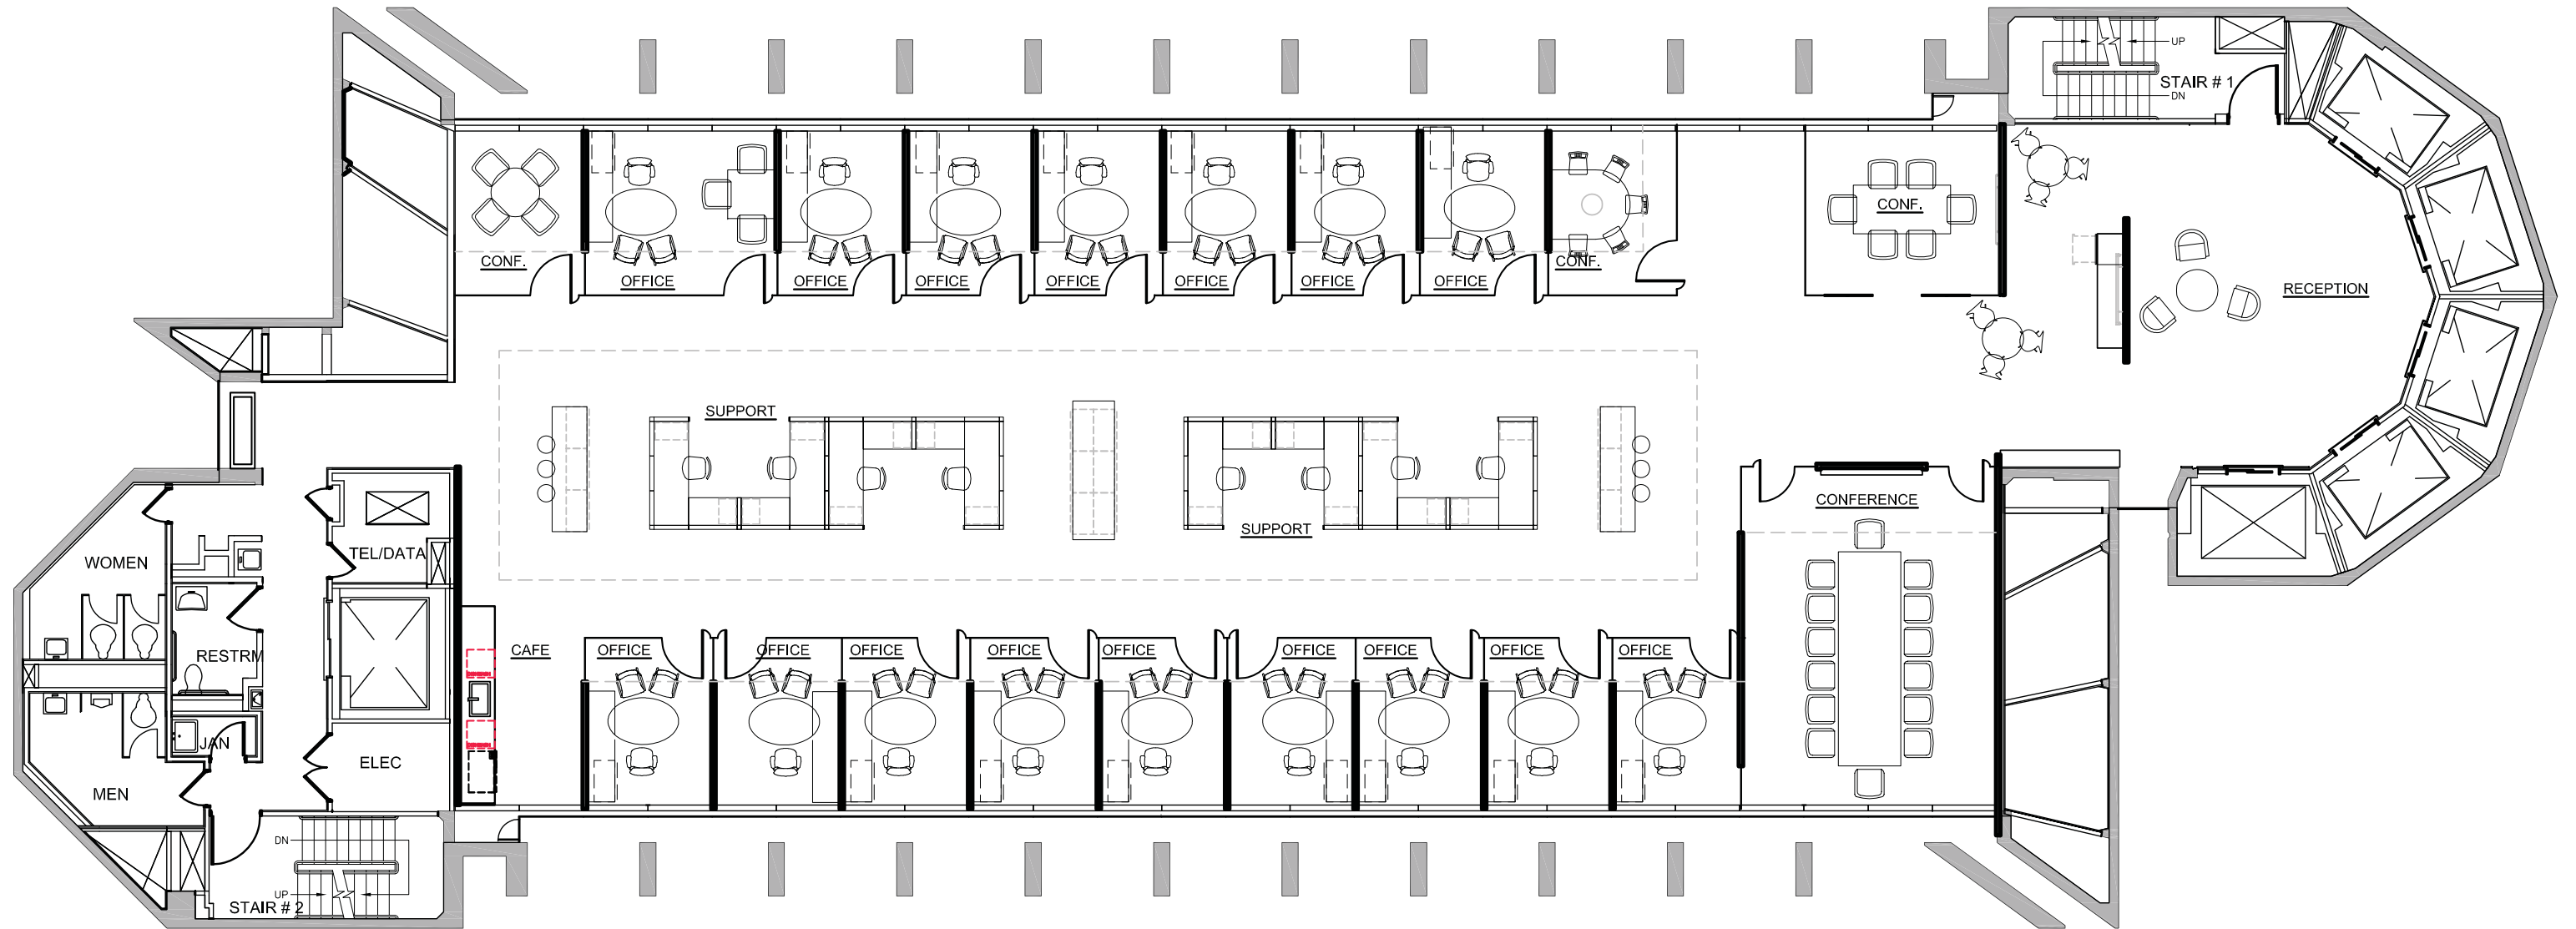 UP
STAIR # 1
DN
CONF.
CONF.
OFFICE
OFFICE
OFFICE
OFFICE
OFFICE
OFFICE
OFFICE
CONF.
RECEPTION
SUPPORT
SUPPORT
CONFERENCE
WOMEN
TEL/DATA
RESTRM
CAFE
OFFICE
OFFICE
OFFICE
OFFICE
OFFICE
OFFICE
OFFICE
OFFICE
OFFICE
JAN
ELEC
MEN
DN
UP
STAIR # 2